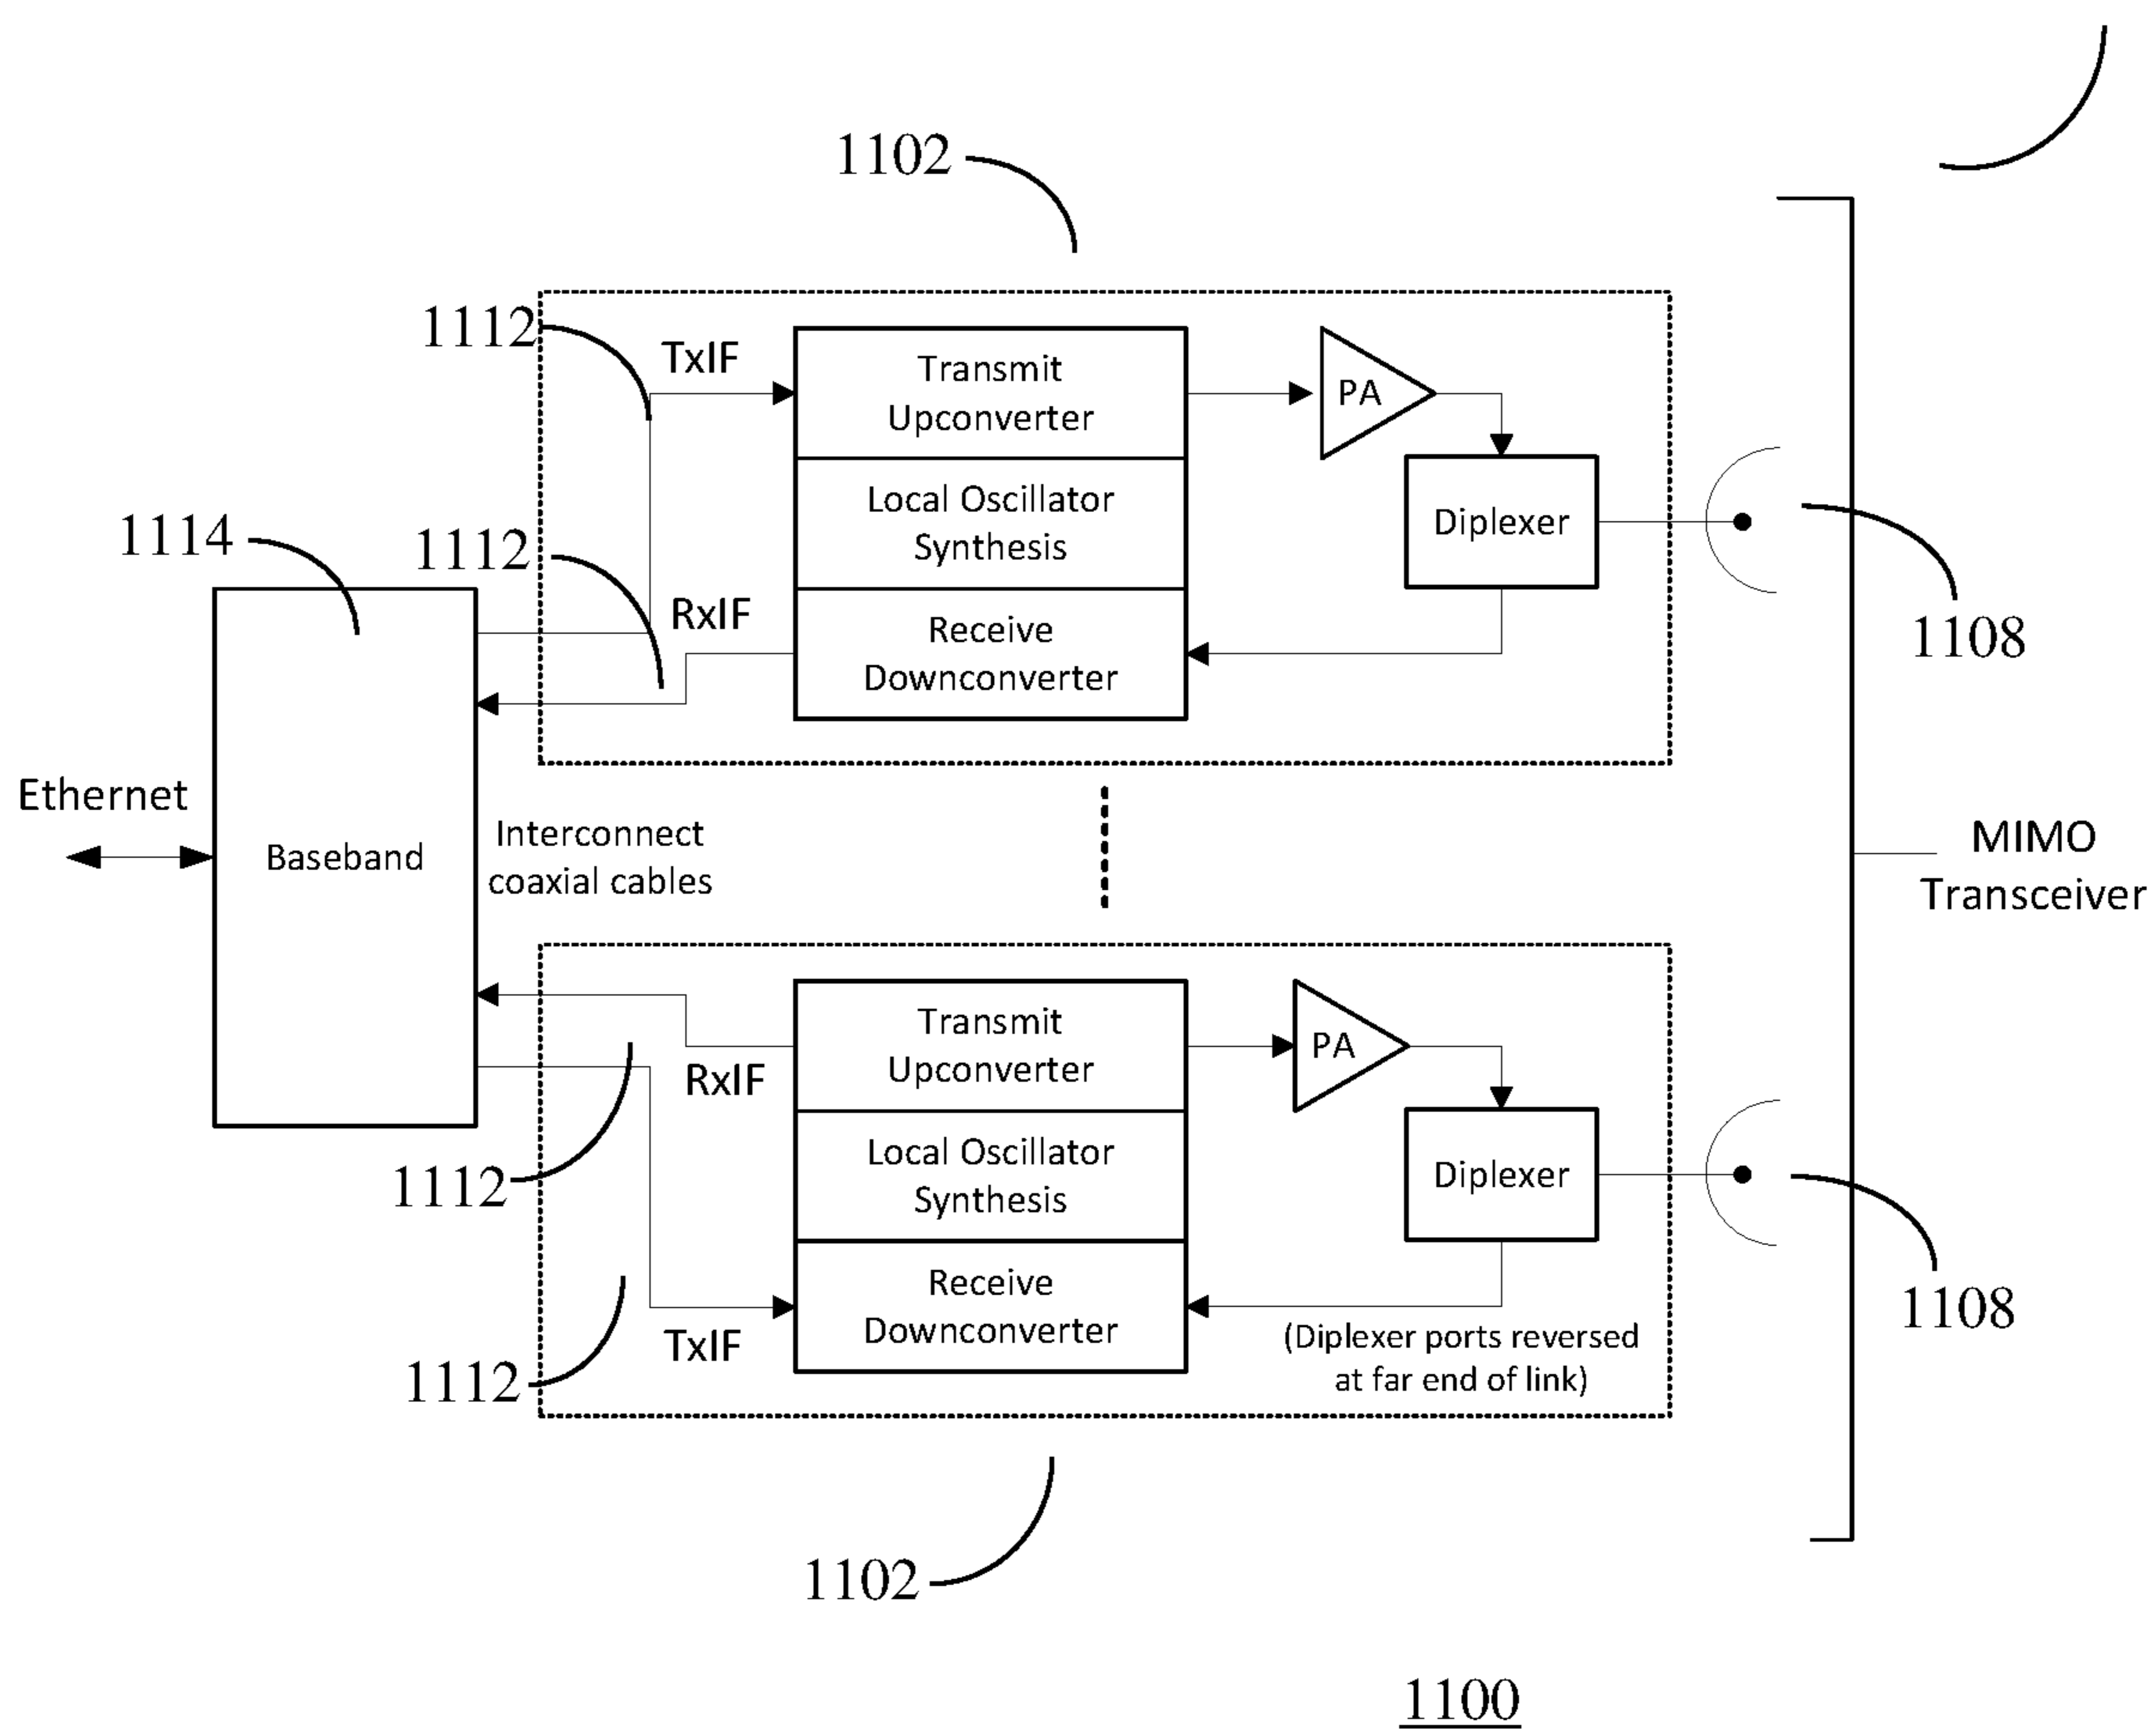 1102
1112
TxIF
Transmit
Upconverter
PA
Local Oscillator
Synthesis
Diplexer
1114
1112
RxIF
Receive
Downconverter
1108
Ethernet
Baseband
Interconnect
coaxial cables
MIMO
Transceiver
Transmit
Upconverter
PA
RxIF
Local Oscillator
Synthesis
Diplexer
1112
Receive
Downconverter
1108
TxIF
(Diplexer ports reversed
at far end of link)
1112
1102
1100